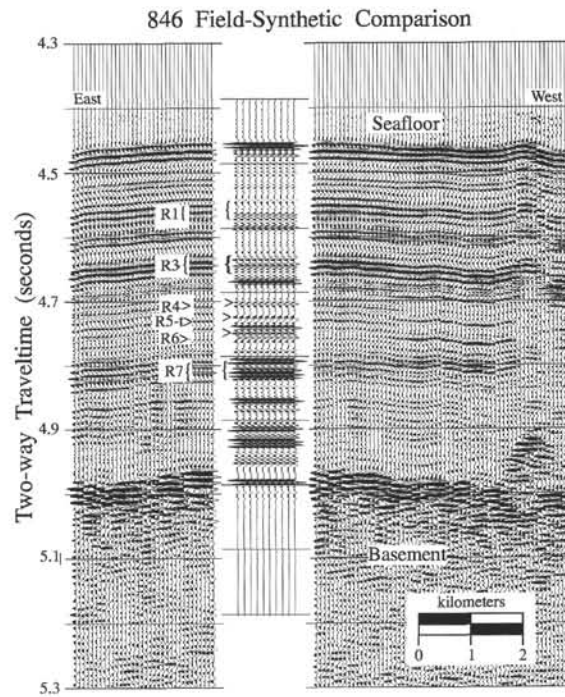 846 Field-Synthetic Comparison
4.3
East
West
Seafloor
4.5
R1{ {
R3{ {
4.7
R4> >
R5-▷ >
R6> >
R7{ {
4.9
Basement
5.1
kilometers
0 1 2
5.3
Two-way Traveltime (seconds)